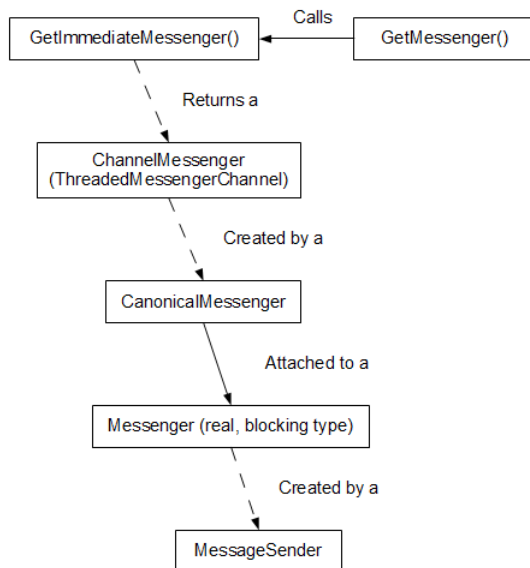 Calls
GetImmediateMessenger()
GetMessenger()
Returns a
ChannelMessenger
(ThreadedMessengerChannel)
Created by a
CanonicalMessenger
Attached to a
Messenger (real, blocking type)
Created by a
MessageSender